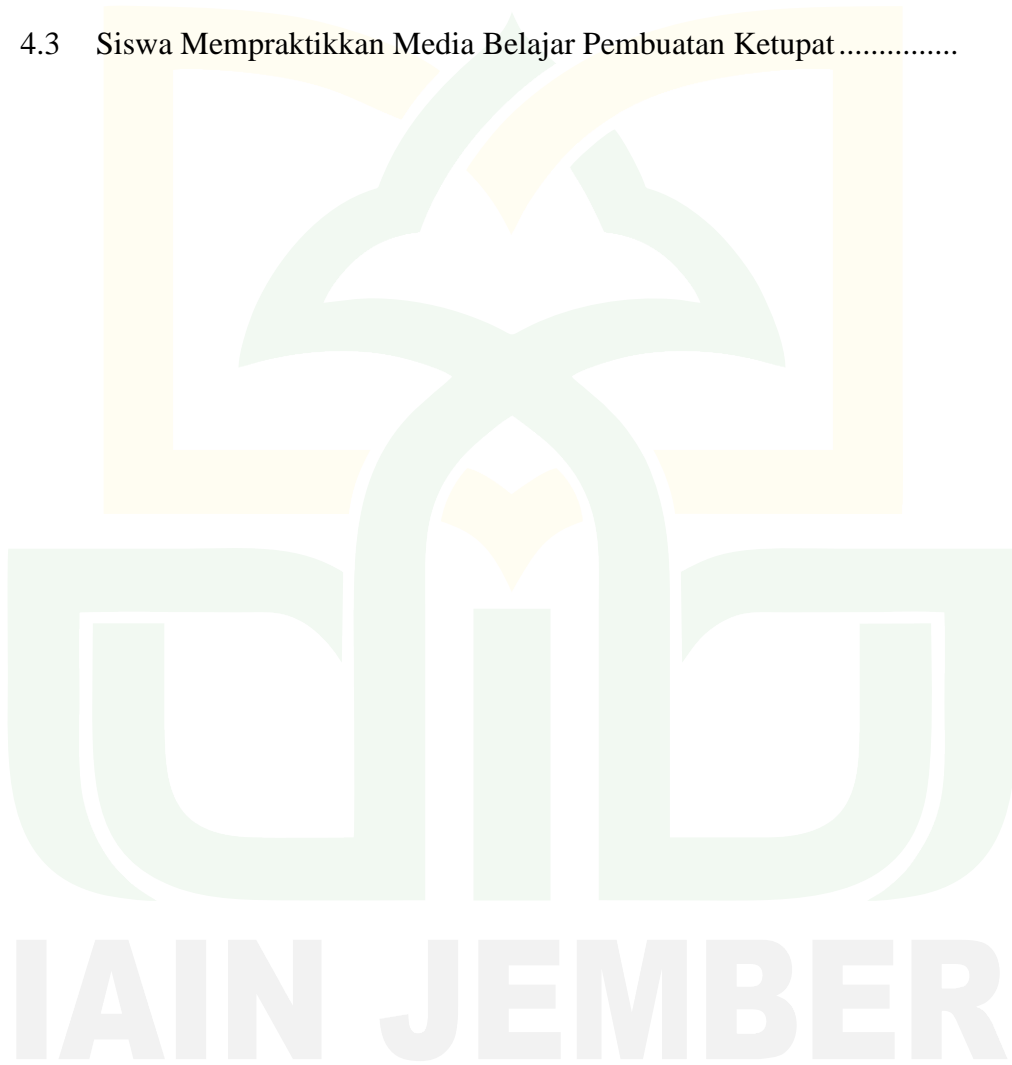 4.3 Siswa Mempraktikkan Media Belajar Pembuatan Ketupat ...............
IAIN JEMBER